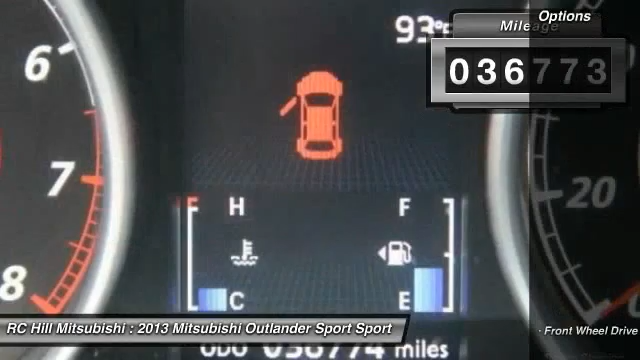 93°F
Options
Mileage
036773
6
7
8
20
H
F
C
E
RC Hill Mitsubishi : 2013 Mitsubishi Outlander Sport Sport
· Front Wheel Drive
ODO 036774 miles